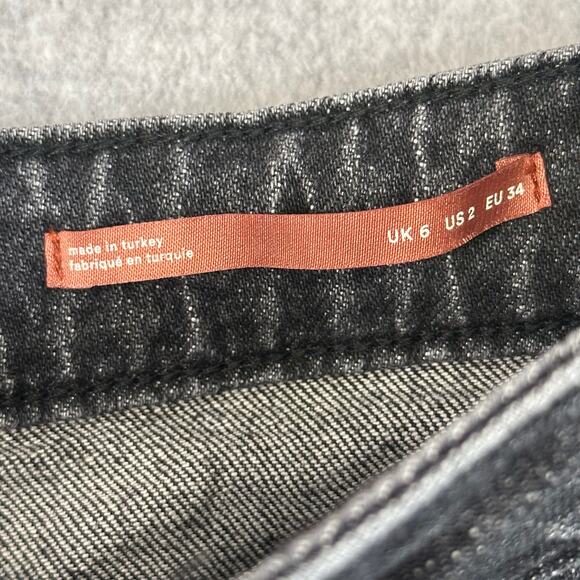 made in turkey
fabriqué en turquie
UK 6 US 2 EU 34